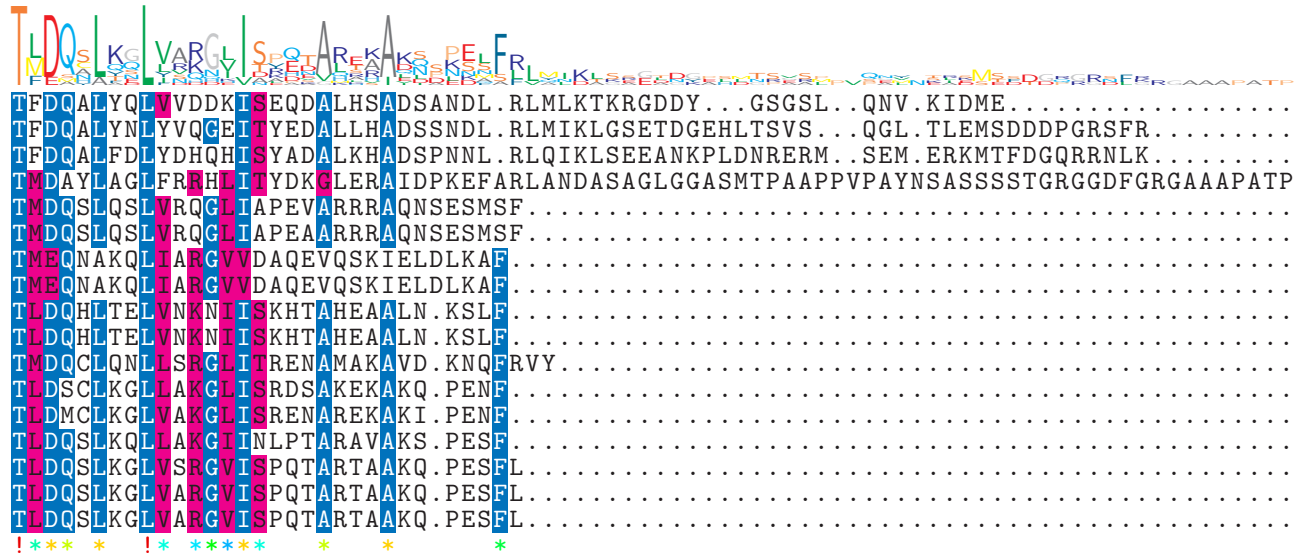 TFDQALYQLVVDDKISEQDALHSADSANDL.RLMLKTKRGDDY...GSGSL..QNV.KIDME..................
TFDQALYNLYVQGEITYEDALLHADSSNDL.RLMIKLGSETDGEHLTSVS...QGL.TLEMSDDDPGRSFR.........
TFDQALFDLYDHQHISYADALKHADSPNNL.RLQIKLSEEANKPLDNRERM..SEM.ERKMTFDGQRRNLK.........
TMDAYLAGLFRRHLITYDKGLERAIDPKEFARLANDASAGLGGASMTPAAPPVPAYNSASSSSTGRGGDFGRGAAAPATP
TMDQSLQSLVRQGLIAPEVARRRAQNSESMSF................................................
TMDQSLQSLVRQGLIAPEAARRRAQNSESMSF................................................
TMEQNAKQLIARGVVDAQEVQSKIELDLKAF.................................................
TMEQNAKQLIARGVVDAQEVQSKIELDLKAF.................................................
TLDQHLTELVNKNIISKHTAHEAALN.KSLF.................................................
TLDQHLTELVNKNIISKHTAHEAALN.KSLF.................................................
TMDQCLQNLLSRGLITRENAMAKAVD.KNQFRVY..............................................
TLDSCLKGLLAKGLISRDSAKEKAKQ.PENF.................................................
TLDMCLKGLVAKGLISRENAREKAKI.PENF.................................................
TLDQSLKQLLAKGIINLPTARAVAKS.PESF.................................................
TLDQSLKGLVSRGVISPQTARTAAKQ.PESFL................................................
TLDQSLKGLVARGVISPQTARTAAKQ.PESFL................................................
TLDQSLKGLVARGVISPQTARTAAKQ.PESFL................................................
!*** *  !* *****   *   *      *